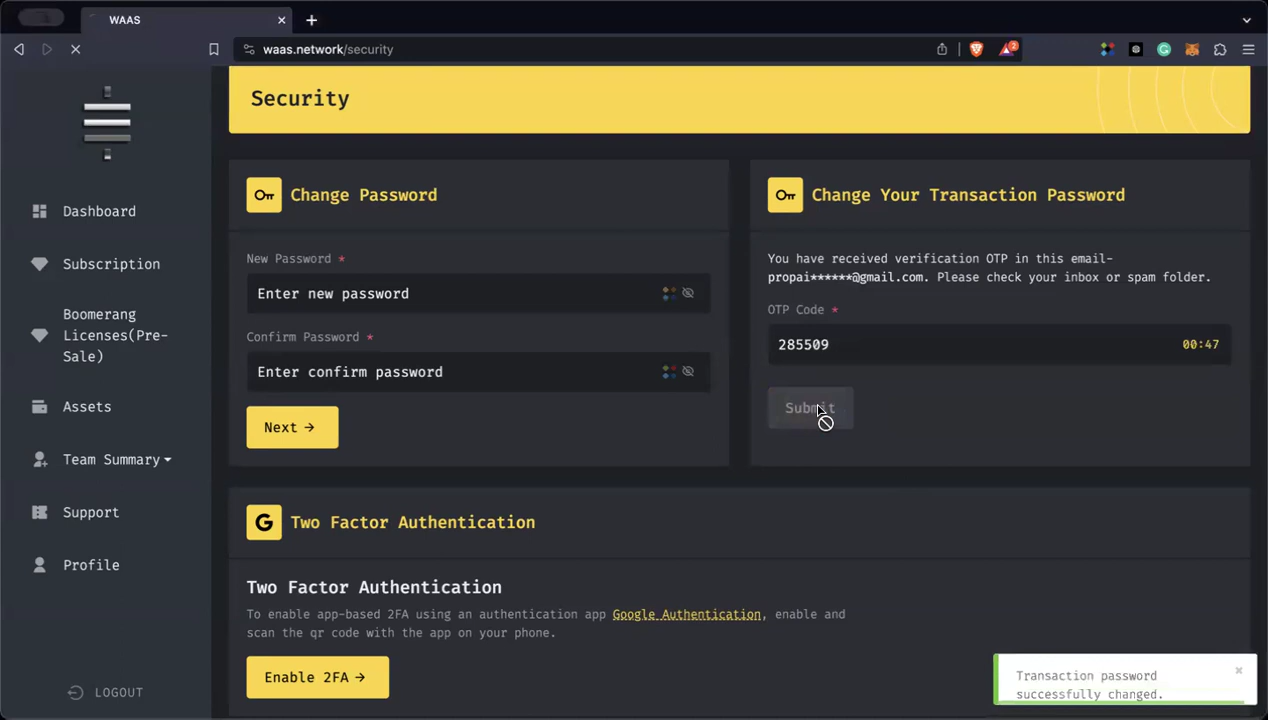 WAAS
waas.network/security
2
Security
Dashboard
Subscription
Boomerang
Licenses(Pre-
Sale)
Assets
Team Summary
Support
Profile
LOGOUT
Change Password
New Password *
Enter new password
Confirm Password *
Enter confirm password
Next →
Change Your Transaction Password
You have received verification OTP in this email-
propai******@gmail.com. Please check your inbox or spam folder.
OTP Code *
285509
00:47
Submit
G
Two Factor Authentication
Two Factor Authentication
To enable app-based 2FA using an authentication app Google Authentication, enable and
scan the qr code with the app on your phone.
Enable 2FA →
Transaction password
successfully changed.